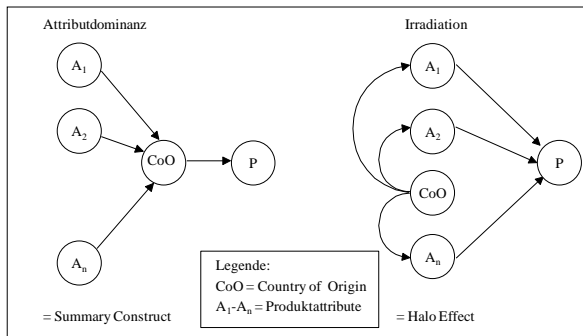 Attributdominanz
A1
A2
CoO
P
An
= Summary Construct
Irradiation
A1
A2
CoO
An
P
= Halo Effect
Legende:
CoO = Country of Origin
A1-An = Produktattribute